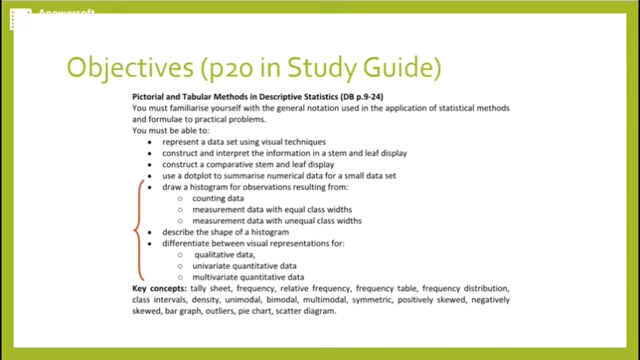 Apowersoft
Objectives (p20 in Study Guide)
Pictorial and Tabular Methods in Descriptive Statistics (DB p.9-24)
You must familiarise yourself with the general notation used in the application of statistical methods
and formulae to practical problems.
You must be able to:
• represent a data set using visual techniques
• construct and interpret the information in a stem and leaf display
• construct a comparative stem and leaf display
• use a dotplot to summarise numerical data for a small data set
• draw a histogram for observations resulting from:
○ counting data
○ measurement data with equal class widths
○ measurement data with unequal class widths
• describe the shape of a histogram
• differentiate between visual representations for:
○ qualitative data,
○ univariate quantitative data
○ multivariate quantitative data
Key concepts: tally sheet, frequency, relative frequency, frequency table, frequency distribution,
class intervals, density, unimodal, bimodal, multimodal, symmetric, positively skewed, negatively
skewed, bar graph, outliers, pie chart, scatter diagram.